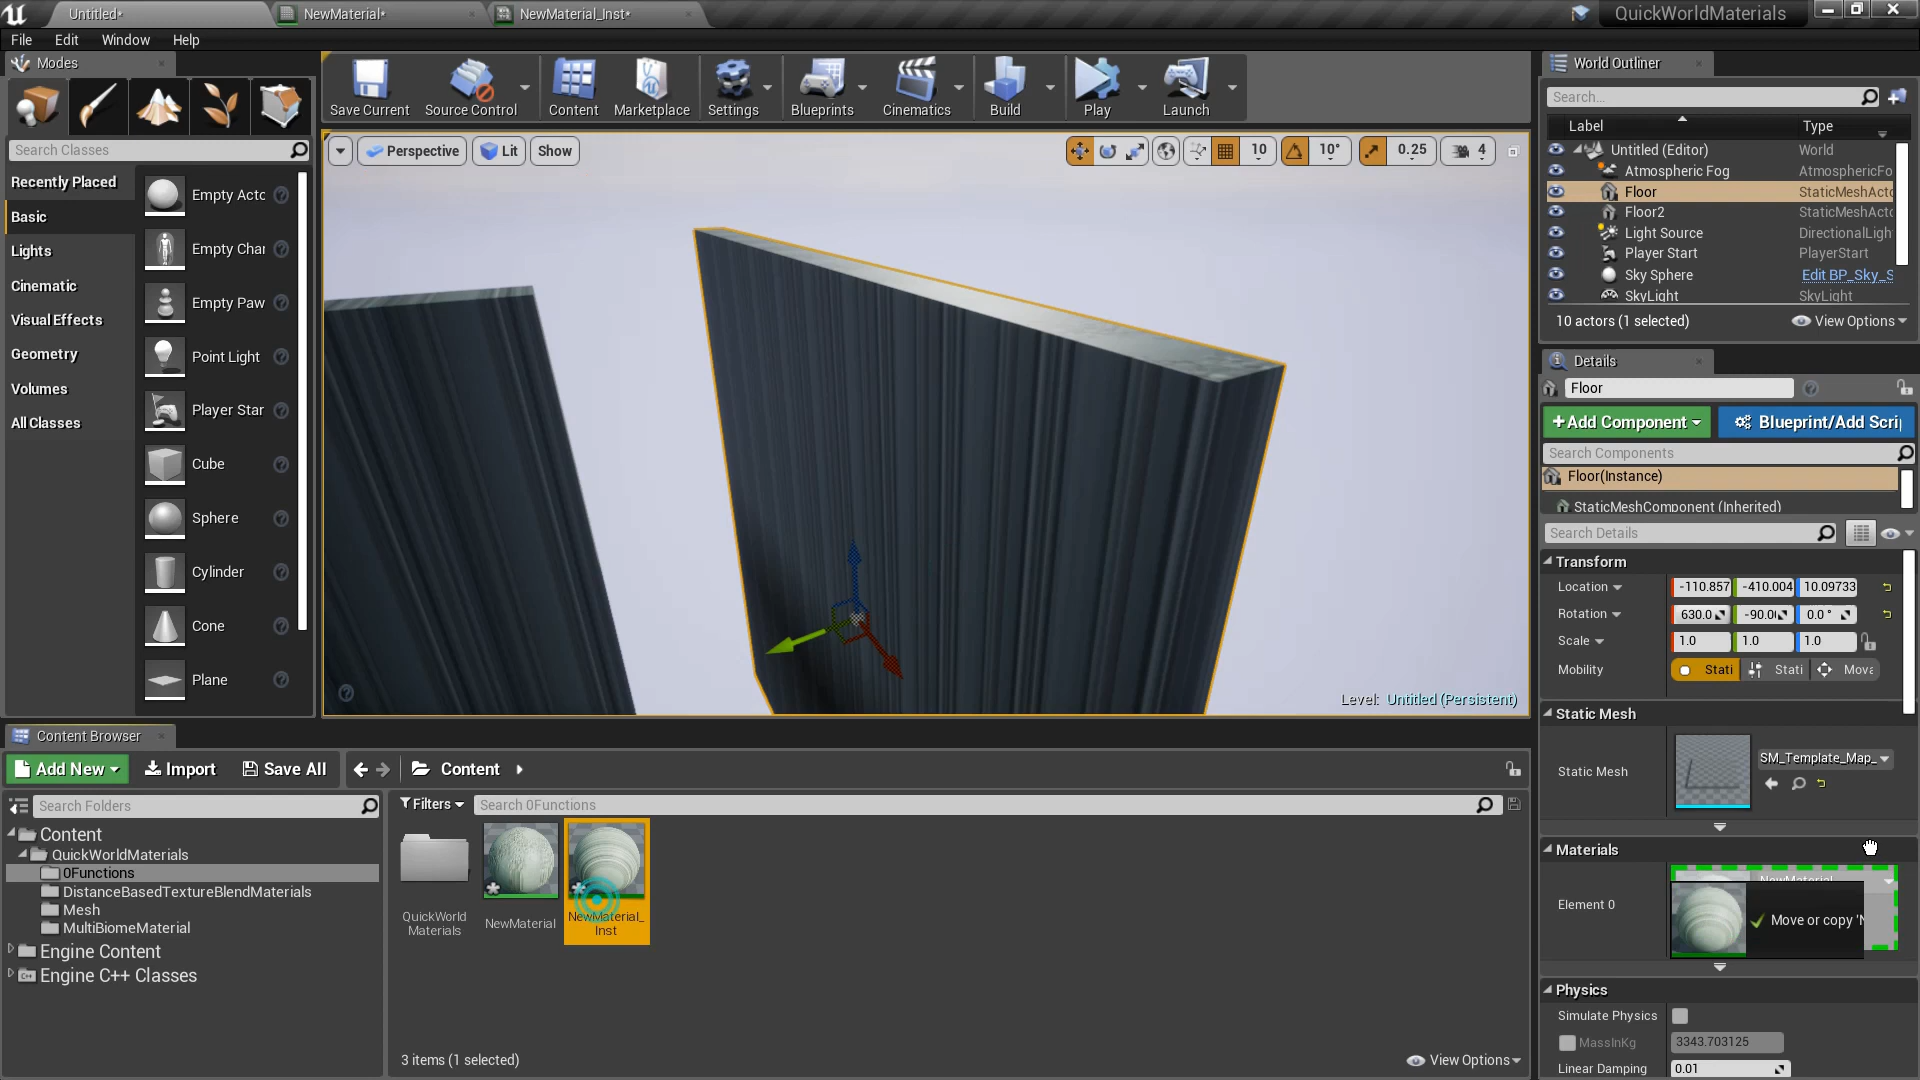 Untitled*
NewMaterial*
NewMaterial_Inst*
QuickWorldMaterials
File
Edit
Window
Help
Modes
Search Classes
Recently Placed
Basic
Lights
Cinematic
Visual Effects
Geometry
Volumes
All Classes
Empty Acto
Empty Char
Empty Paw
Point Light
Player Star
Cube
Sphere
Cylinder
Cone
Plane
Save Current
Source Control
Content
Marketplace
Settings
Blueprints
Cinematics
Build
Play
Launch
Perspective
Lit
Show
10
10°
0.25
4
Level: Untitled (Persistent)
World Outliner
Search...
Label
Type
Untitled (Editor)
World
Atmospheric Fog
AtmosphericFo
Floor
StaticMeshActo
Floor2
StaticMeshActo
Light Source
DirectionalLigh
Player Start
PlayerStart
Sky Sphere
Edit BP_Sky_S
SkyLight
SkyLight
10 actors (1 selected)
View Options
Details
Floor
+Add Component
Blueprint/Add Scri
Search Components
Floor(Instance)
StaticMeshComponent (Inherited)
Search Details
Transform
Location
-110.857
-410.004
10.09733
Rotation
630.0
-90.0
0.0 °
Scale
1.0
1.0
1.0
Mobility
Stati
Stati
Mova
Static Mesh
Static Mesh
SM_Template_Map_
Materials
Element 0
NewMaterial
Move or copy 'N
Physics
Simulate Physics
MassInKg
3343.703125
Linear Damping
0.01
Content Browser
Add New
Import
Save All
Content
Search Folders
Filters
Search 0Functions
Content
QuickWorldMaterials
0Functions
DistanceBasedTextureBlendMaterials
Mesh
MultiBiomeMaterial
Engine Content
Engine C++ Classes
QuickWorld
Materials
NewMaterial
NewMaterial_
Inst
3 items (1 selected)
View Options